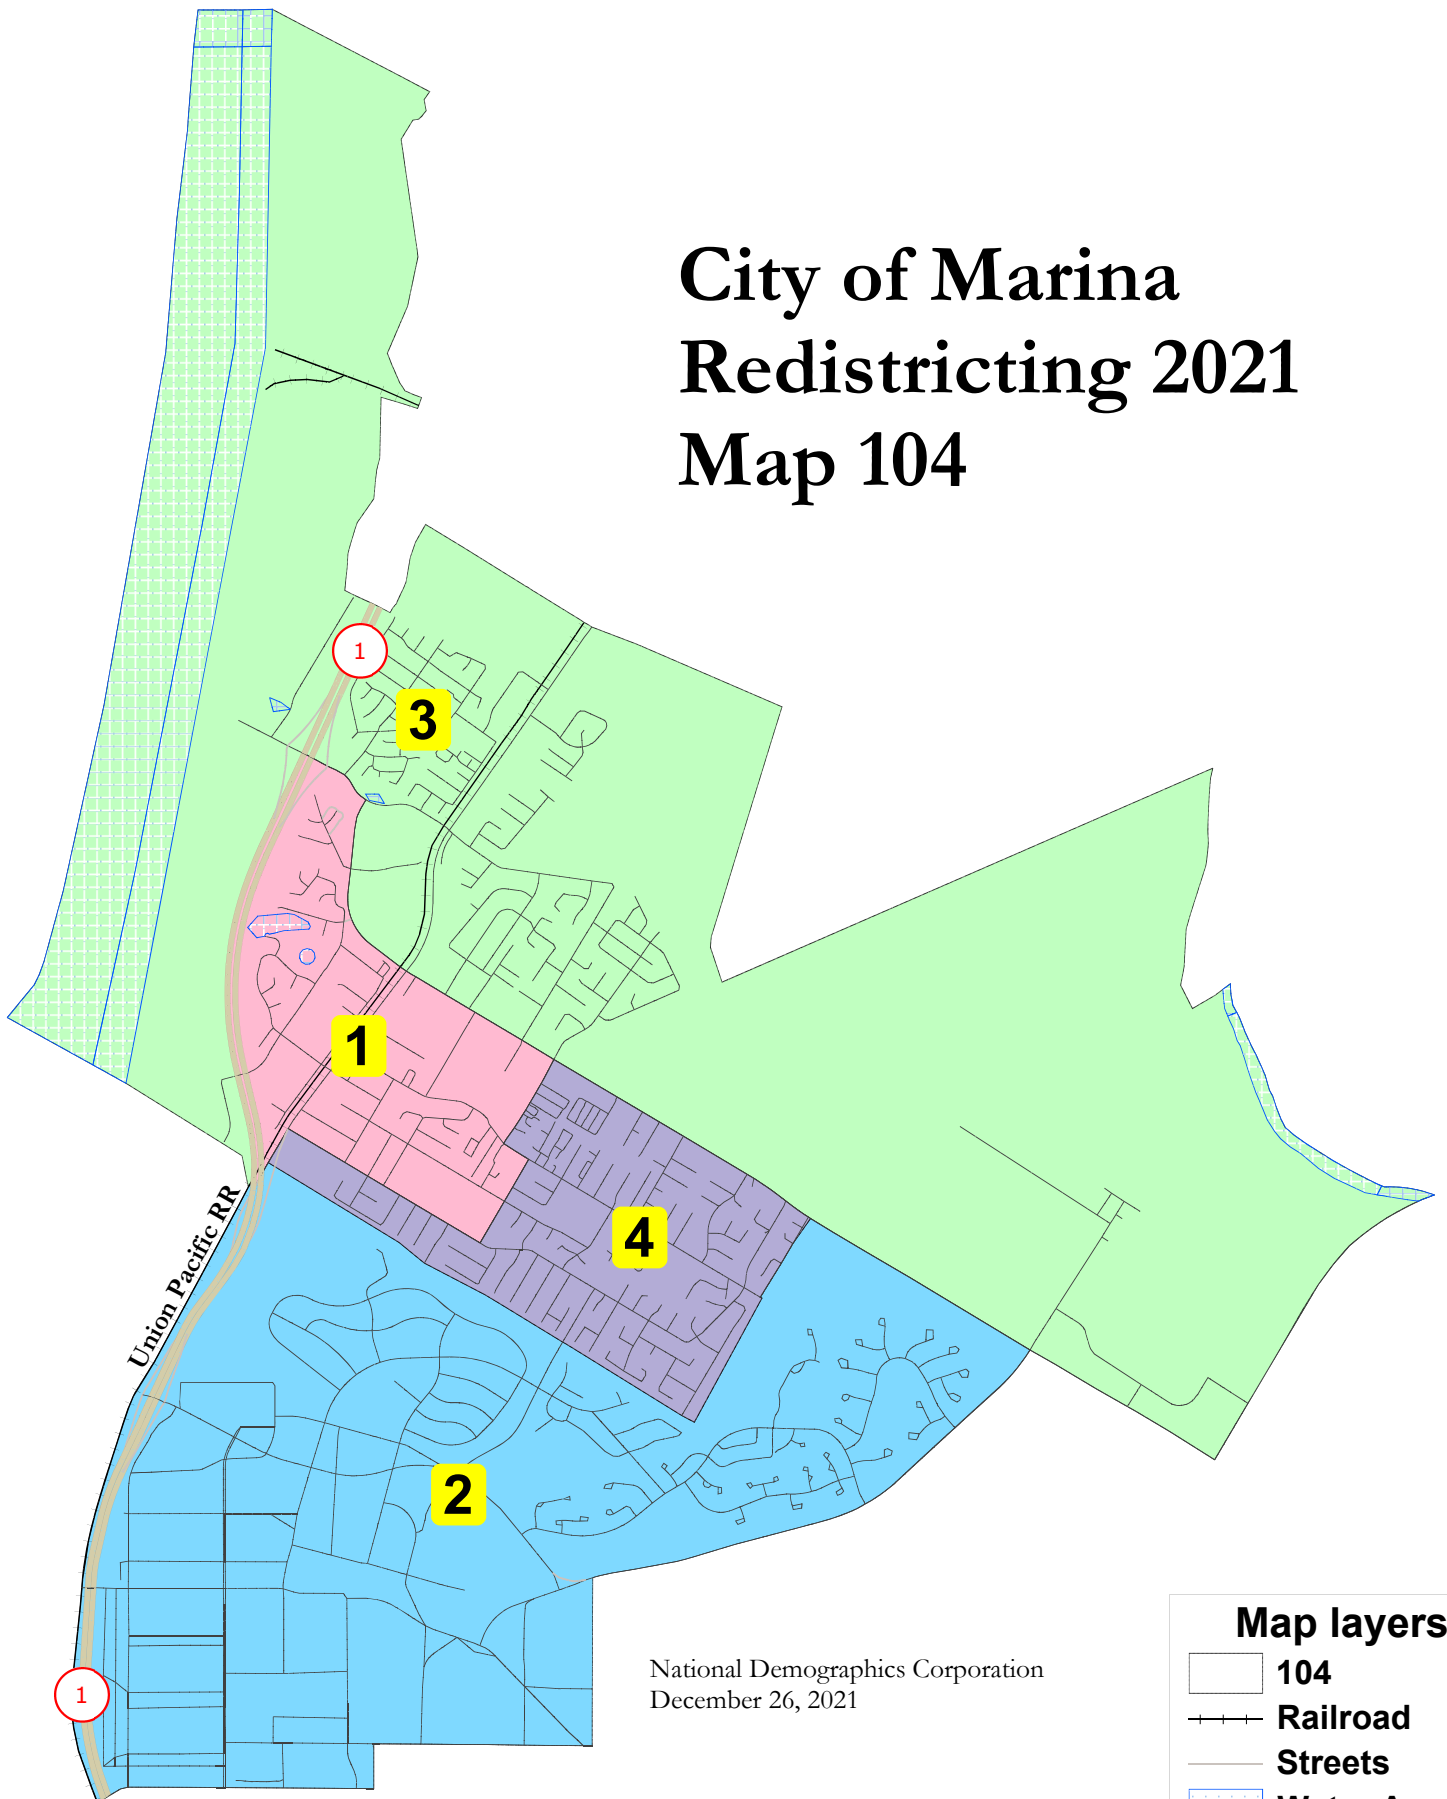 City of Marina
Redistricting 2021
Map 104
1
3
1
4
Union Pacific RR
2
1
National Demographics Corporation
December 26, 2021
Map layers
104
Railroad
Streets